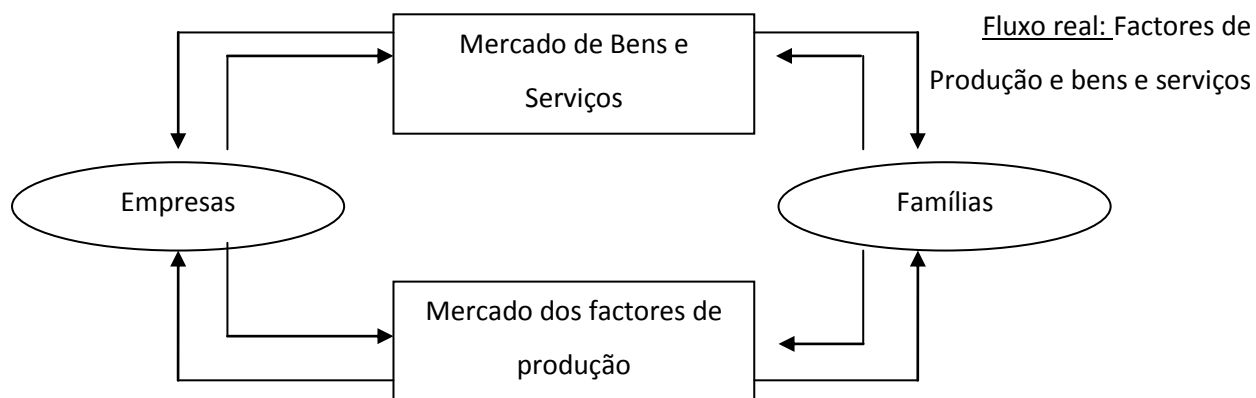 Mercado de Bens e
Serviços
Fluxo real: Factores de
Produção e bens e serviços
Empresas
Famílias
Mercado dos factores de
produção